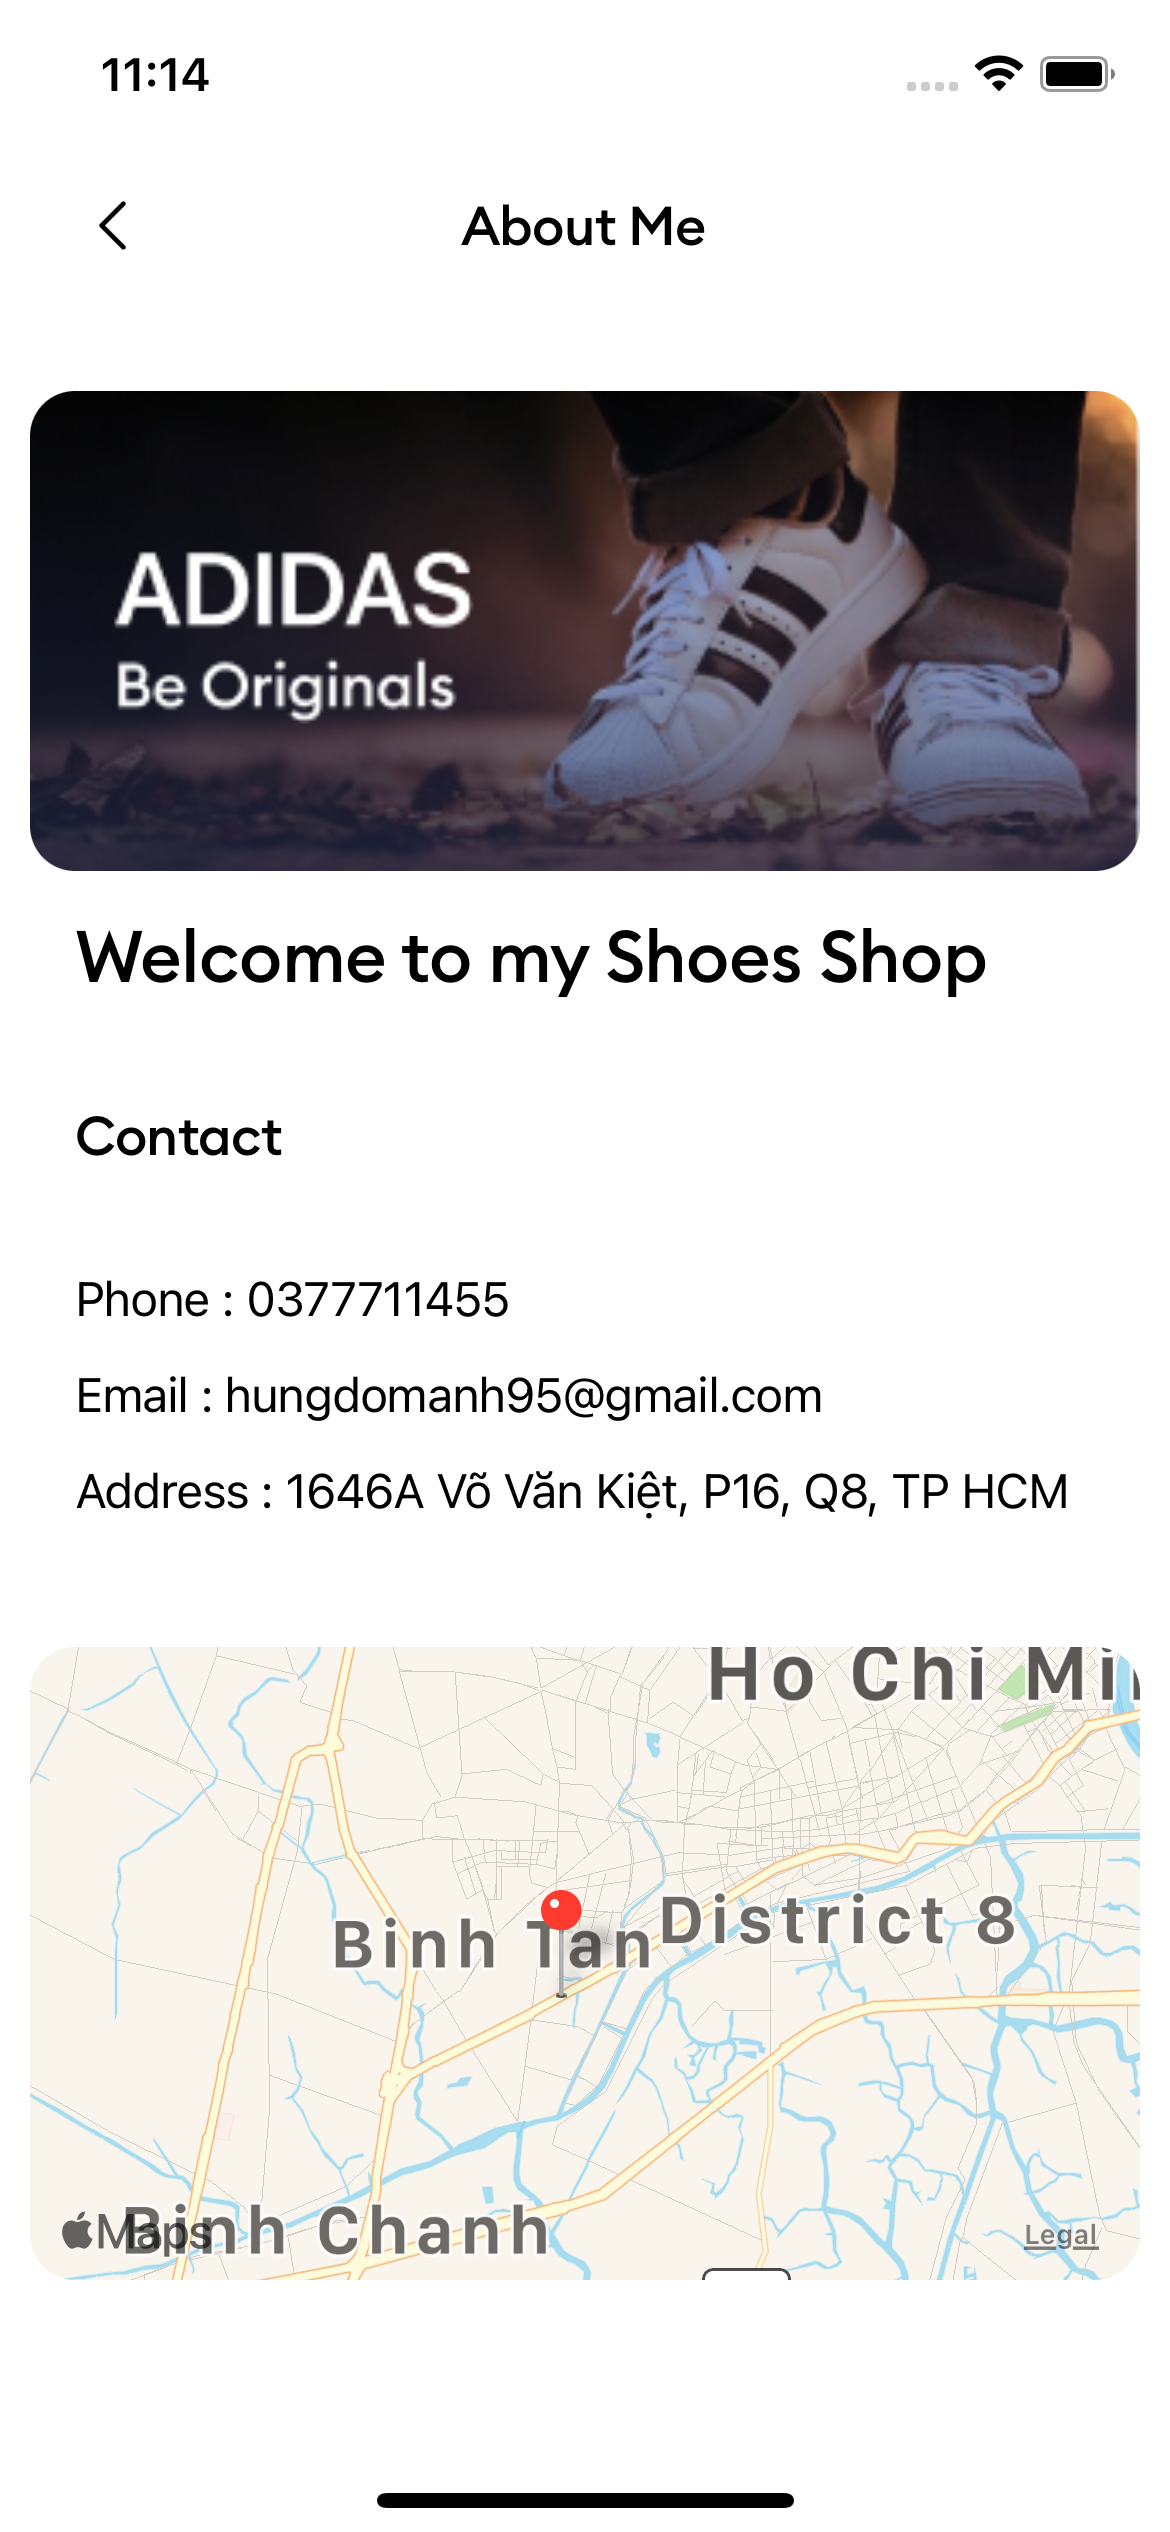 11:14
About Me
ADIDAS
Be Originals
Welcome to my Shoes Shop
Contact
Phone : 0377711455
Email : hungdomanh95@gmail.com
Address : 1646A Võ Văn Kiệt, P16, Q8, TP HCM
Ho Chi Min
District 8
Binh Tan
Binh Chanh
Maps
Legal